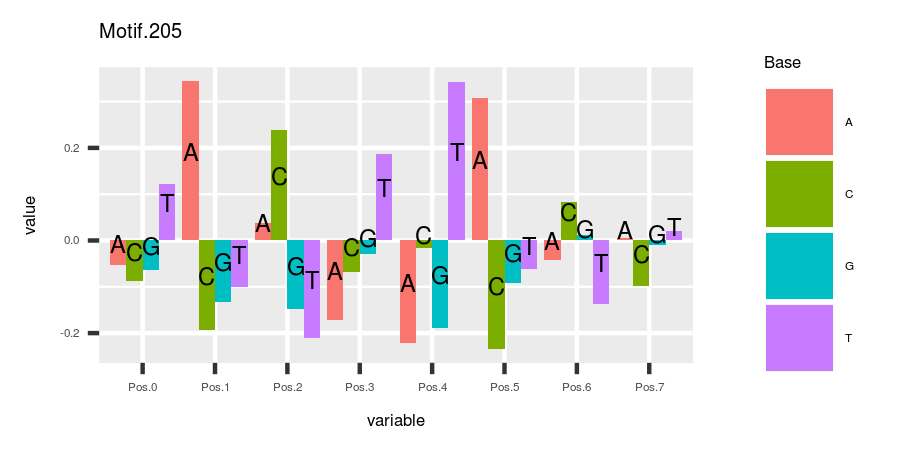 Motif.205
value
0.2
0.0
-0.2
A C G T A C G T A C G T A C G T A C G T A C G T A C G T A C G T
Pos.0 Pos.1 Pos.2 Pos.3 Pos.4 Pos.5 Pos.6 Pos.7
variable
Base
A
C
G
T